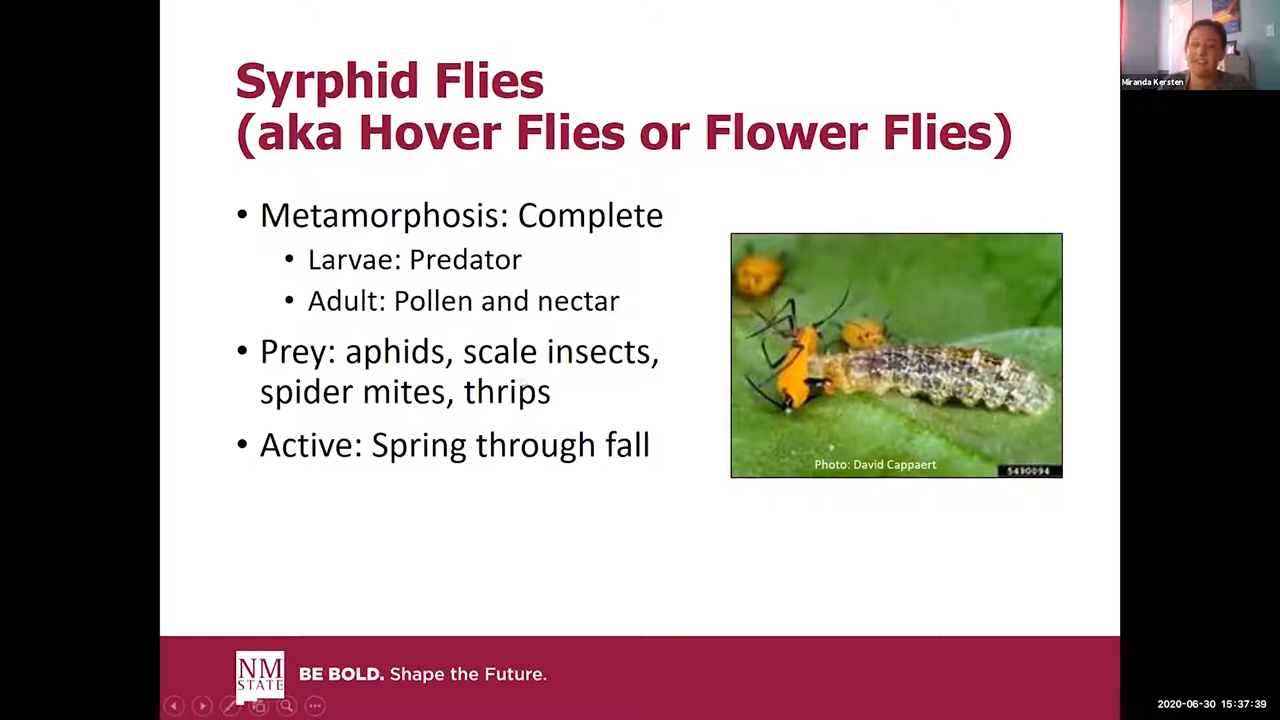 Syrphid Flies
(aka Hover Flies or Flower Flies)
• Metamorphosis: Complete
• Larvae: Predator
• Adult: Pollen and nectar
• Prey: aphids, scale insects,
spider mites, thrips
• Active: Spring through fall
Photo: David Cappaert
5490094
NM
STATE
BE BOLD. Shape the Future.
Miranda Kersten
2020-06-30 15:37:39